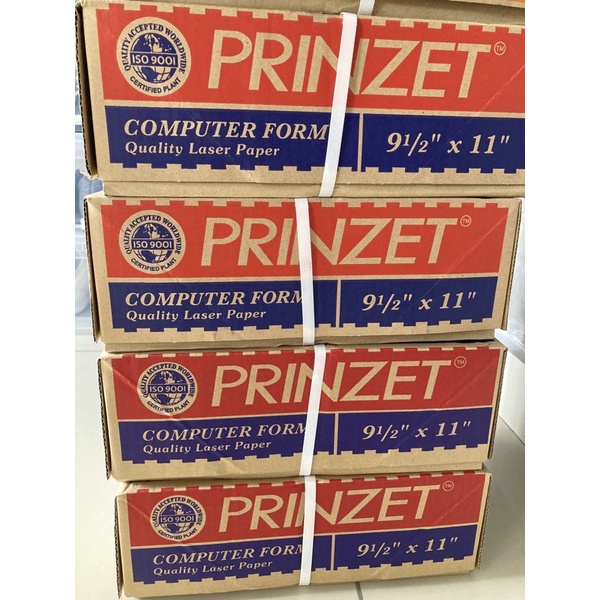 QUALITY ACCEPTED WORLDWIDE
ISO 9001
CERTIFIED PLANT
PRINZET™
COMPUTER FORM
Quality Laser Paper
9½" x 11"
QUALITY ACCEPTED WORLDWIDE
ISO 9001
CERTIFIED PLANT
PRINZET™
COMPUTER FORM
Quality Laser Paper
9½" x 11"
QUALITY ACCEPTED WORLDWIDE
ISO 9001
CERTIFIED PLANT
PRINZET™
COMPUTER FORM
Quality Laser Paper
9½" x 11"
QUALITY ACCEPTED WORLDWIDE
ISO 9001
CERTIFIED PLANT
PRINZET™
COMPUTER FORM
Quality Laser Paper
9½" x 11"